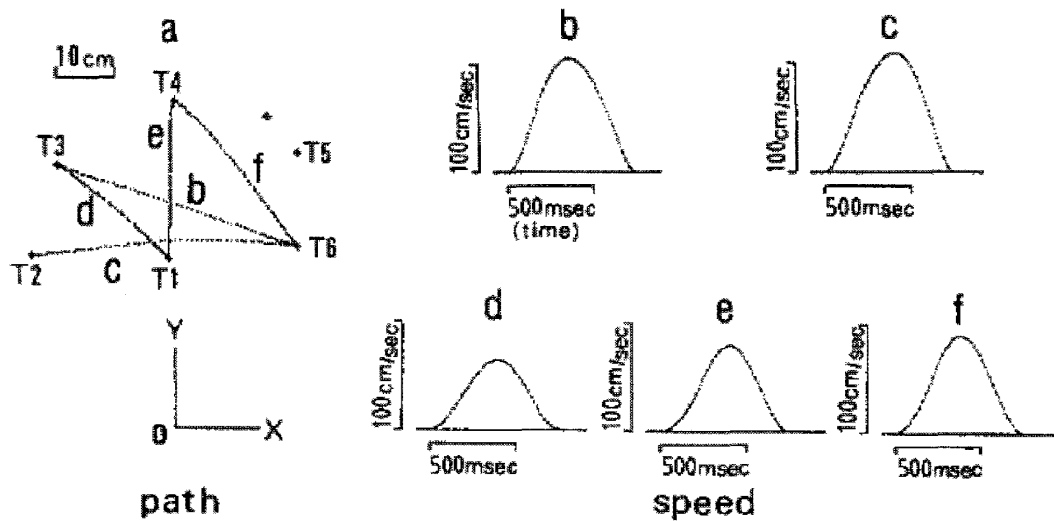 a
10cm
T4
e
T3
T5
f
b
d
T6
T2
c
T1
Y
0
X
path
b
100cm/sec
500msec
(time)
c
100cm/sec
500msec
d
100cm/sec
500msec
e
100cm/sec
500msec
f
100cm/sec
500msec
speed